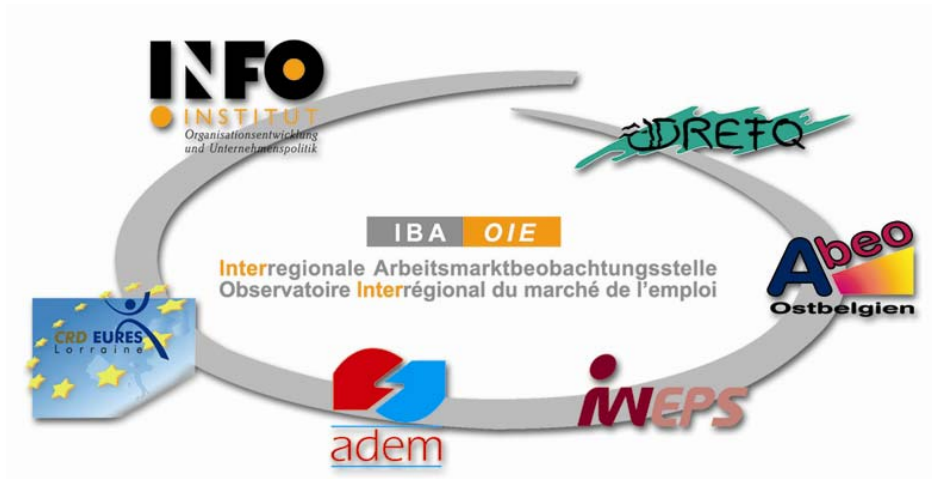 INFO
INSTITUT
Organisationsentwicklung
und Unternehmenspolitik
OREFQ
IBA OIE
Interregionale Arbeitsmarktbeobachtungsstelle
Observatoire Interrégional du marché de l'emploi
Abeo
Ostbelgien
CRD EURES
Lorraine
adem
iWEPS